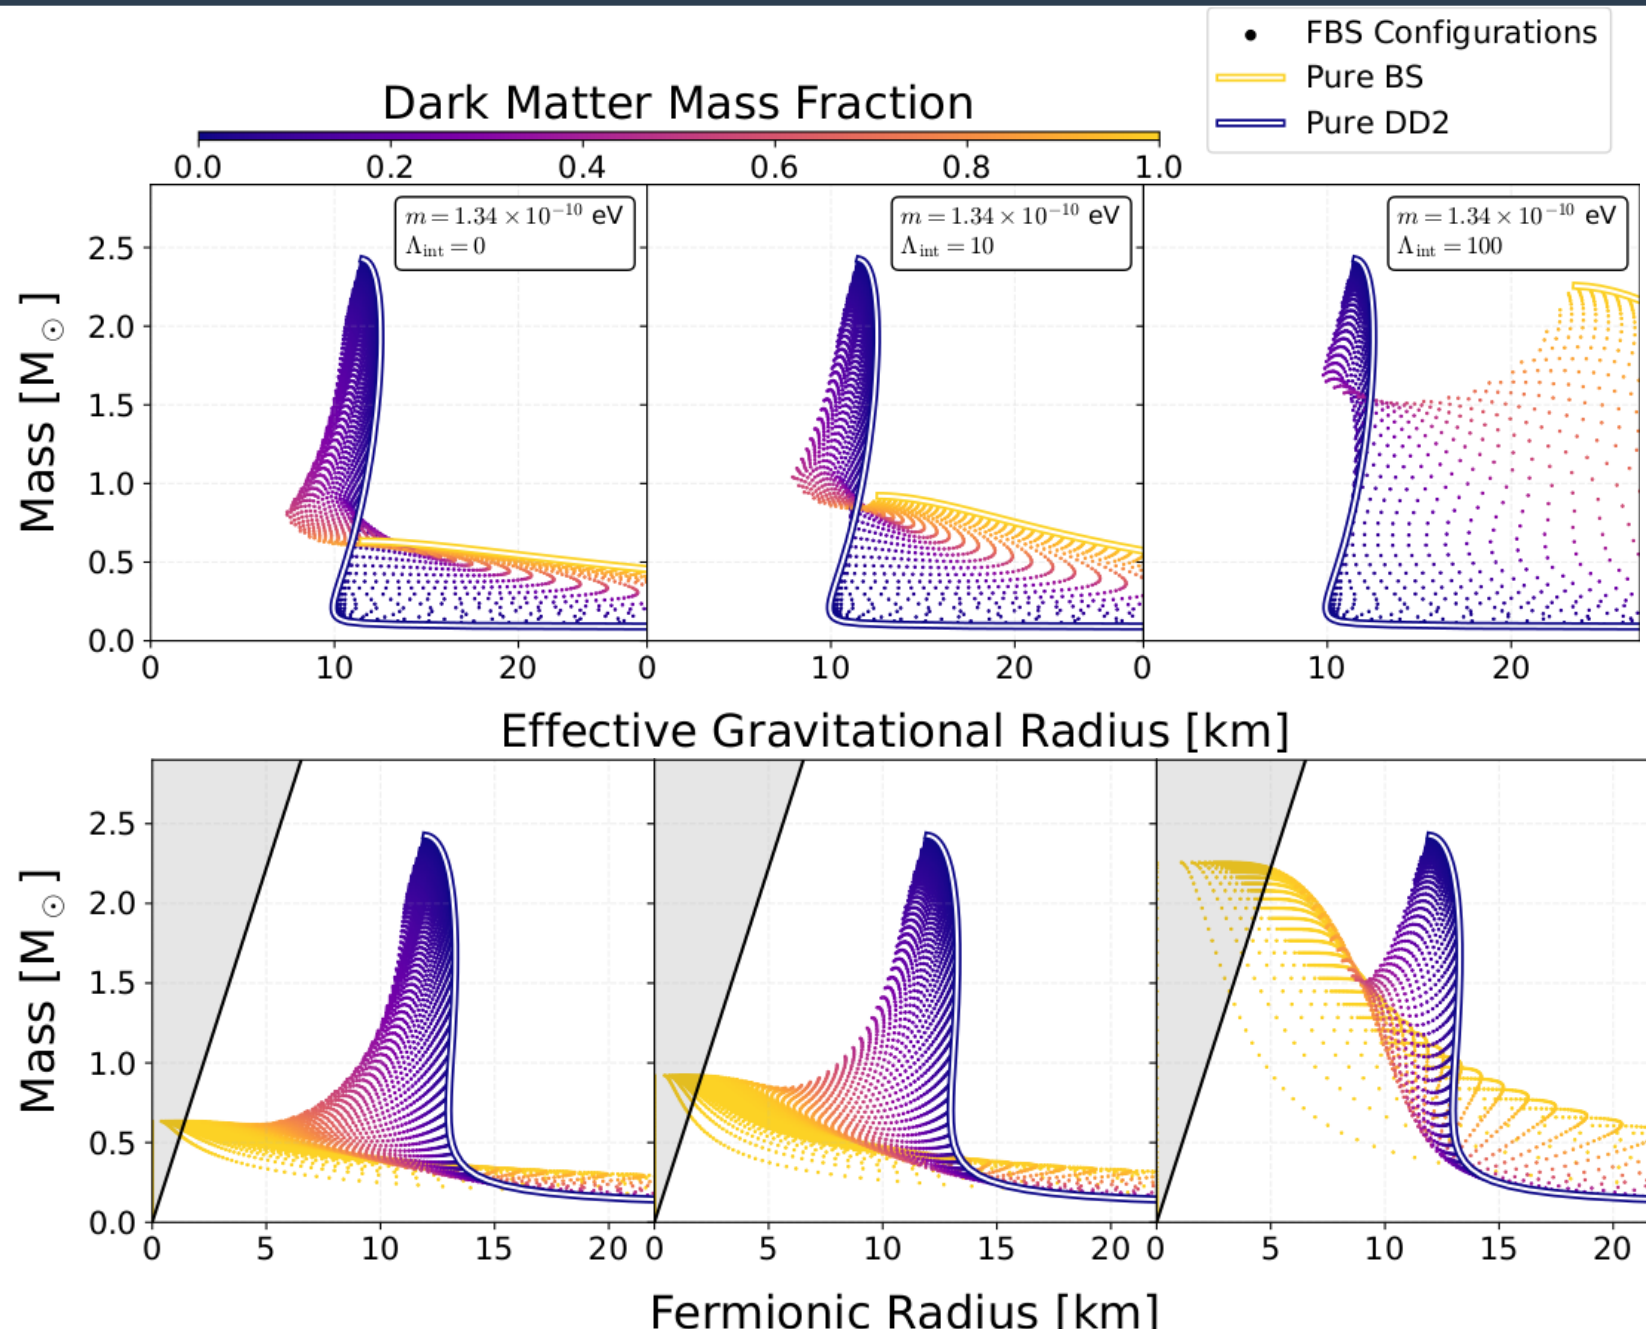 FBS Configurations
Pure BS
Pure DD2
Dark Matter Mass Fraction
0.0 0.2 0.4 0.6 0.8 1.0
m = 1.34 × 10⁻¹⁰ eV
Λint = 0
m = 1.34 × 10⁻¹⁰ eV
Λint = 10
m = 1.34 × 10⁻¹⁰ eV
Λint = 100
Mass [M☉]
2.5
2.0
1.5
1.0
0.5
0.0
0 10 20 0 10 20 0 10 20
Effective Gravitational Radius [km]
Mass [M☉]
2.5
2.0
1.5
1.0
0.5
0.0
0 5 10 15 20 0 5 10 15 20 0 5 10 15 20
Fermionic Radius [km]